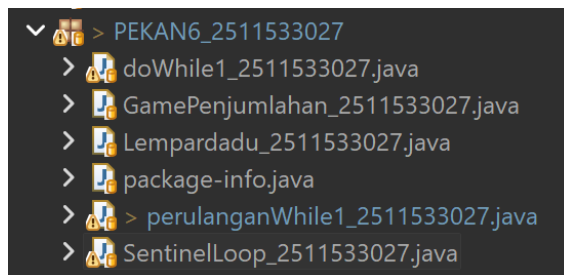 > PEKAN6_2511533027
doWhile1_2511533027.java
GamePenjumlahan_2511533027.java
Lempardadu_2511533027.java
package-info.java
> perulanganWhile1_2511533027.java
SentinelLoop_2511533027.java